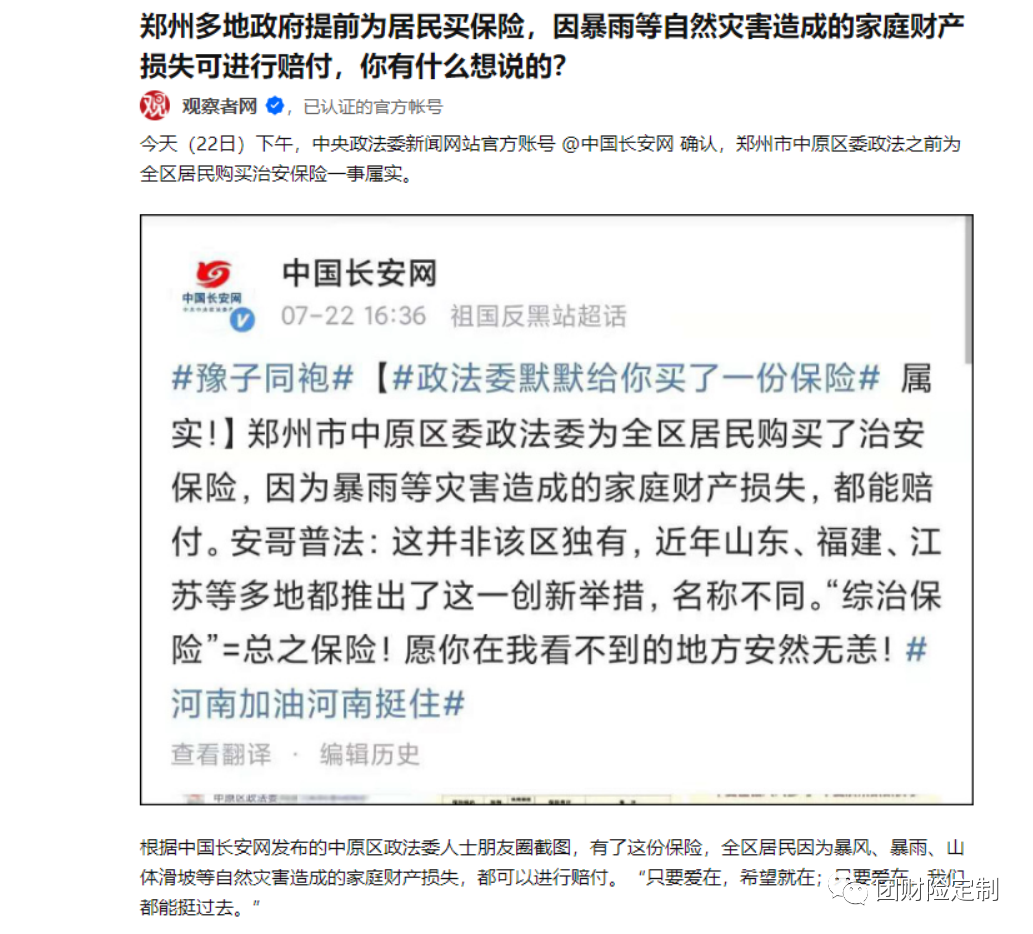 郑州多地政府提前为居民买保险，因暴雨等自然灾害造成的家庭财产
损失可进行赔付，你有什么想说的？
观 观察者网 ，已认证的官方帐号
今天（22日）下午，中央政法委新闻网站官方账号 @中国长安网 确认，郑州市中原区委政法之前为
全区居民购买治安保险一事属实。
中国长安网
中国长安网
07-22 16:36 祖国反黑站超话
#豫子同袍#【#政法委默默给你买了一份保险# 属
实！】郑州市中原区委政法委为全区居民购买了治安
保险，因为暴雨等灾害造成的家庭财产损失，都能赔
付。安哥普法：这并非该区独有，近年山东、福建、江
苏等多地都推出了这一创新举措，名称不同。“综治保
险”=总之保险！愿你在我看不到的地方安然无恙！#
河南加油河南挺住#
查看翻译 · 编辑历史
中原区政法委
根据中国长安网发布的中原区政法委人士朋友圈截图，有了这份保险，全区居民因为暴风、暴雨、山
体滑坡等自然灾害造成的家庭财产损失，都可以进行赔付。“只要爱在，希望就在；只要爱在，我们
都能挺过去。”
团财险定制